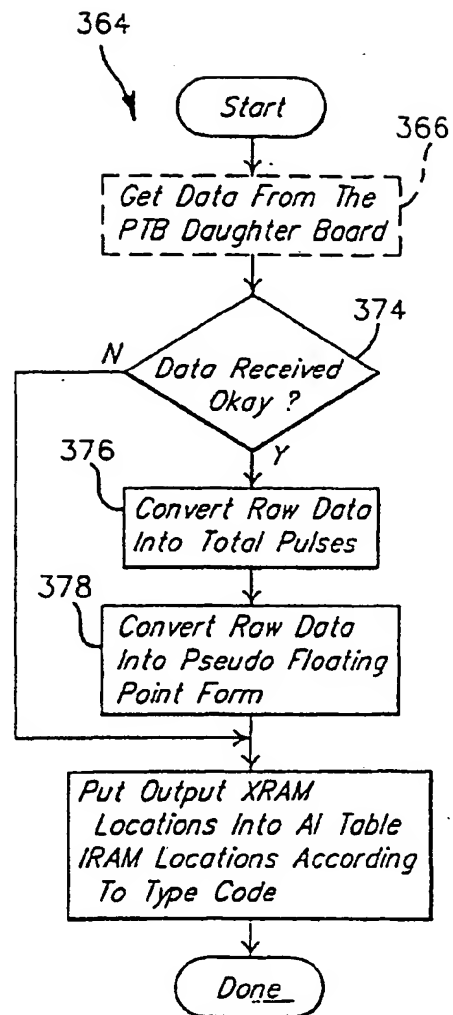 364
Start
366
Get Data From The
PTB Daughter Board
374
N
Data Received
Okay ?
Y
376
Convert Raw Data
Into Total Pulses
378
Convert Raw Data
Into Pseudo Floating
Point Form
Put Output XRAM
Locations Into AI Table
IRAM Locations According
To Type Code
Done